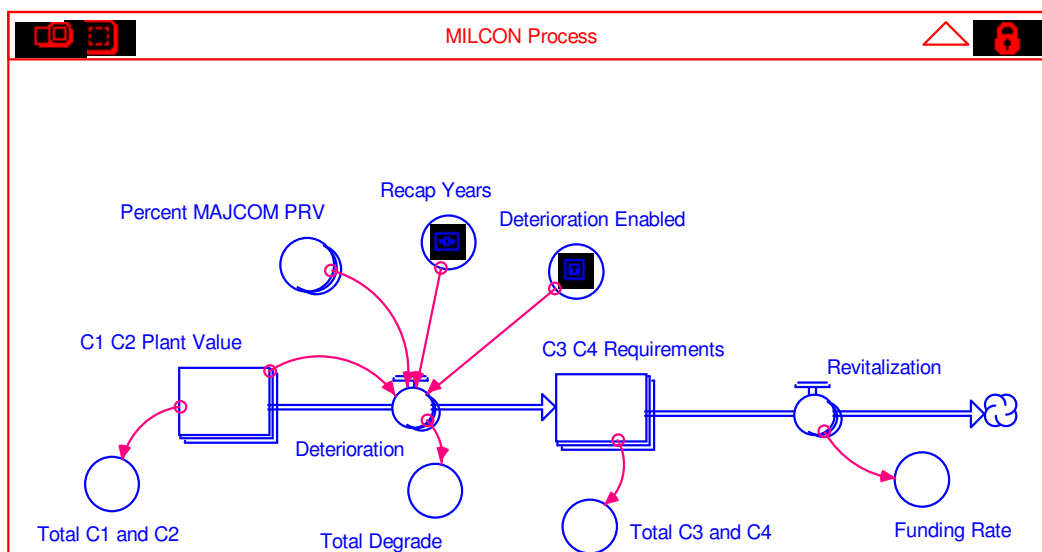 MILCON Process
Recap Years
Percent MAJCOM PRV
Deterioration Enabled
C1 C2 Plant Value
C3 C4 Requirements
Revitalization
Deterioration
Total C1 and C2
Total Degrade
Total C3 and C4
Funding Rate